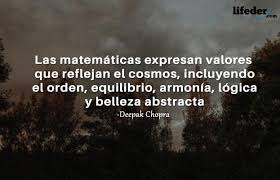 lifeder
.com
Las matemáticas expresan valores
que reflejan el cosmos, incluyendo
el orden, equilibrio, armonía, lógica
y belleza abstracta
-Deepak Chopra